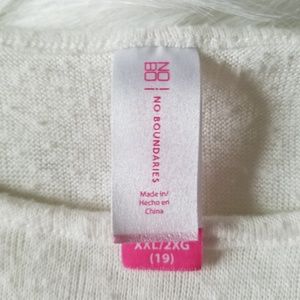 NO
BO
NO BOUNDARIES
Made in/
Hecho en
China
XXL/2XG
(19)